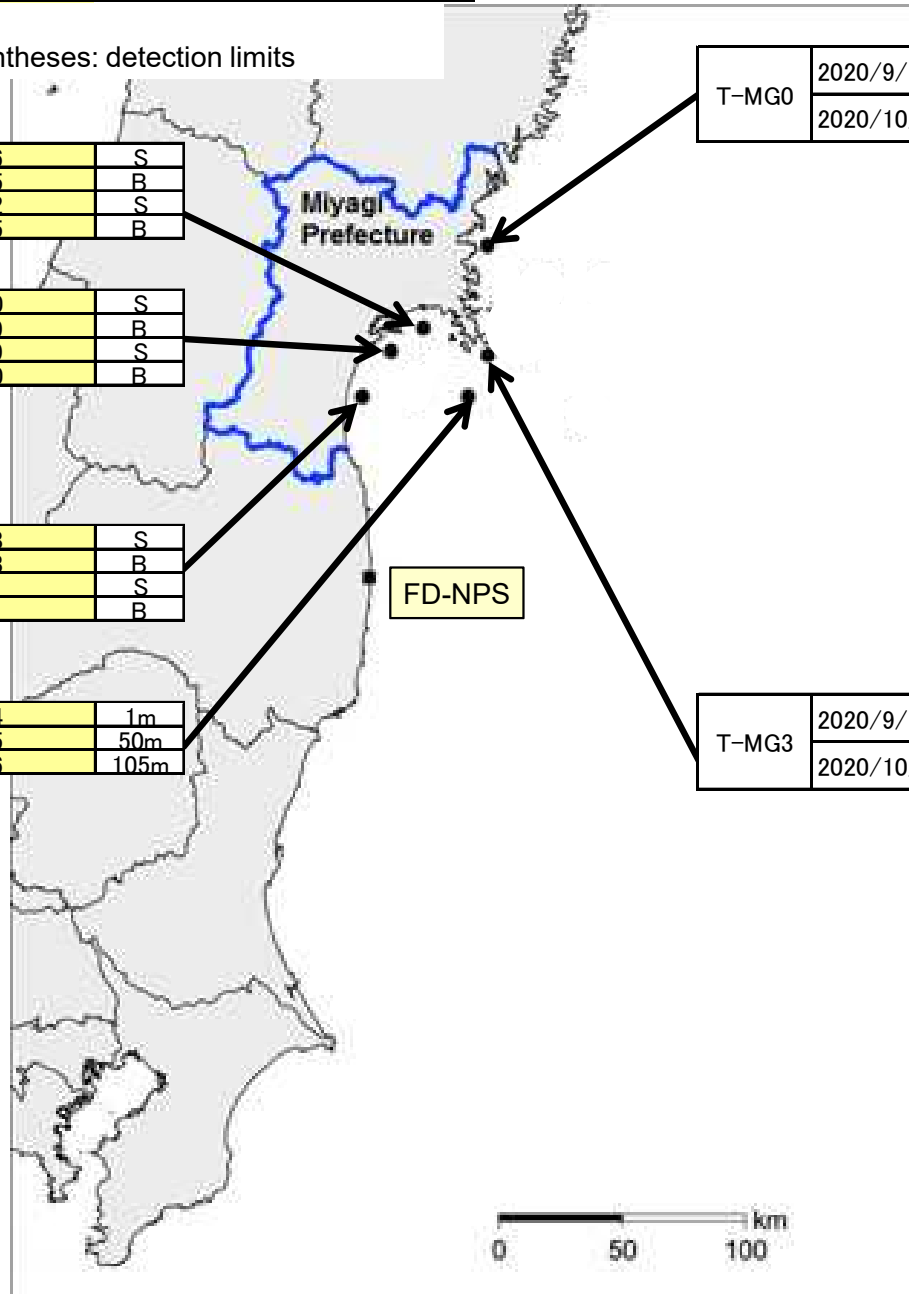 ntheses: detection limits
T-MG0
2020/9/
2020/10
S
B
S
B
Miyagi
Prefecture
S
B
S
B
S
B
S
B
FD-NPS
1m
50m
105m
T-MG3
2020/9/
2020/10
km
0 50 100